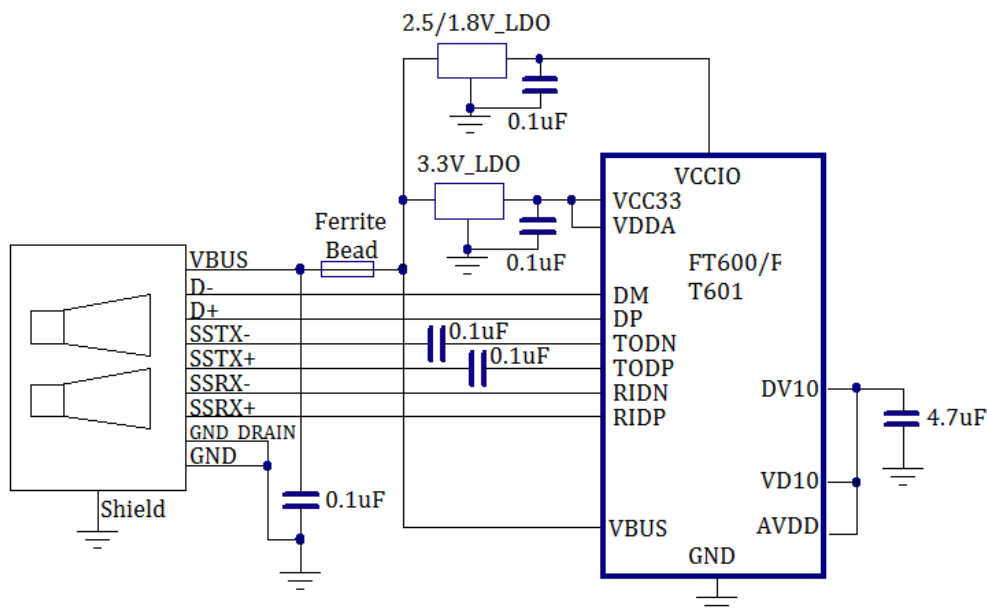 2.5/1.8V_LDO
0.1uF
3.3V_LDO
0.1uF
Ferrite
Bead
VBUS
D-
D+
SSTX-
SSTX+
SSRX-
SSRX+
GND_DRAIN
GND
Shield
0.1uF
0.1uF
0.1uF
VCCIO
VCC33
VDDA
FT600/F
T601
DM
DP
TODN
TODP
RIDN
RIDP
VBUS
GND
DV10
VD10
AVDD
4.7uF